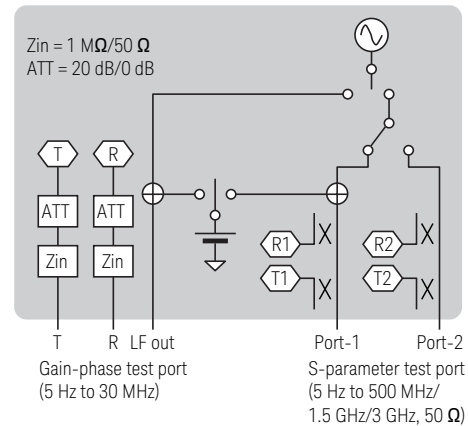 Zin = 1 MΩ/50 Ω
ATT = 20 dB/0 dB
T R
ATT ATT
Zin Zin
R1 R2
T1 T2
T R LF out Port-1 Port-2
Gain-phase test port
(5 Hz to 30 MHz)
S-parameter test port
(5 Hz to 500 MHz/
1.5 GHz/3 GHz, 50 Ω)